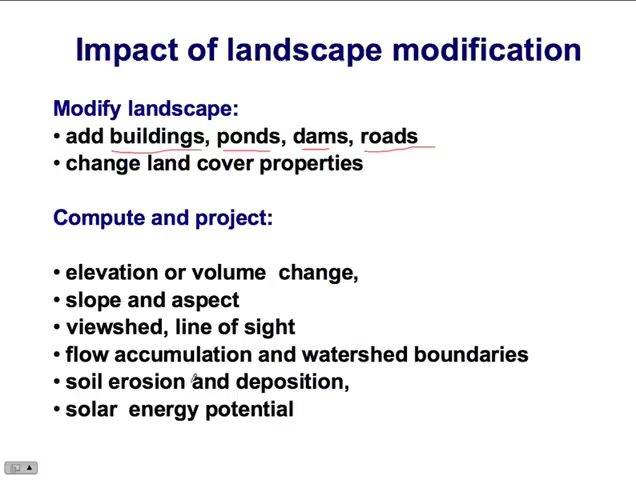 Impact of landscape modification
Modify landscape:
• add buildings, ponds, dams, roads
• change land cover properties
Compute and project:
• elevation or volume change,
• slope and aspect
• viewshed, line of sight
• flow accumulation and watershed boundaries
• soil erosion and deposition,
• solar energy potential